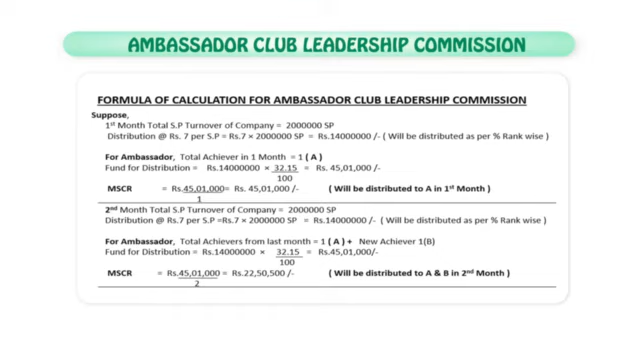 AMBASSADOR CLUB LEADERSHIP COMMISSION
FORMULA OF CALCULATION FOR AMBASSADOR CLUB LEADERSHIP COMMISSION
Suppose,
1st Month Total S.P Turnover of Company = 2000000 SP
Distribution @ Rs. 7 per S.P = Rs.7 × 2000000 SP = Rs.14000000 /- ( Will be distributed as per % Rank wise )
For Ambassador, Total Achiever in 1 Month = 1 ( A )
Fund for Distribution = Rs.14000000 × 32.15 = Rs. 45,01,000/-
100
MSCR = Rs.45,01,000= Rs. 45,01,000 /- ( Will be distributed to A in 1st Month )
1
2nd Month Total S.P Turnover of Company = 2000000 SP
Distribution @Rs.7 per S.P =Rs.7 × 2000000 SP = Rs.14000000 /- ( Will be distributed as per % Rank wise )
For Ambassador, Total Achievers from last month = 1 ( A ) + New Achiever 1(B)
Fund for Distribution = Rs.14000000 × 32.15 = Rs.45,01,000/-
100
MSCR = Rs.45,01,000 = Rs.22,50,500 /- ( Will be distributed to A & B in 2nd Month )
2